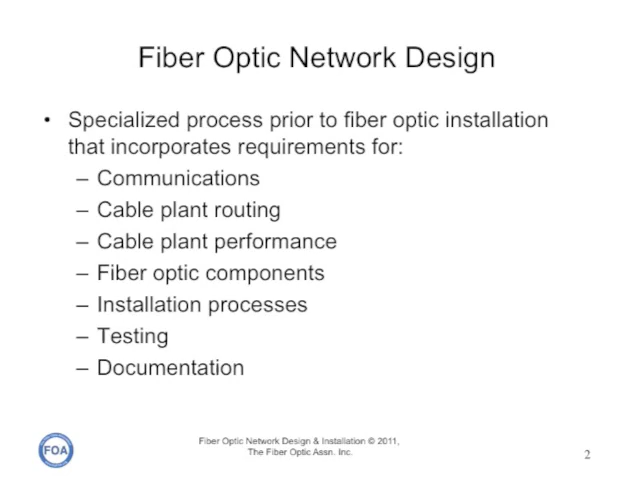 Fiber Optic Network Design
• Specialized process prior to fiber optic installation
that incorporates requirements for:
– Communications
– Cable plant routing
– Cable plant performance
– Fiber optic components
– Installation processes
– Testing
– Documentation
FOA
Fiber Optic Network Design & Installation © 2011,
The Fiber Optic Assn. Inc.
2